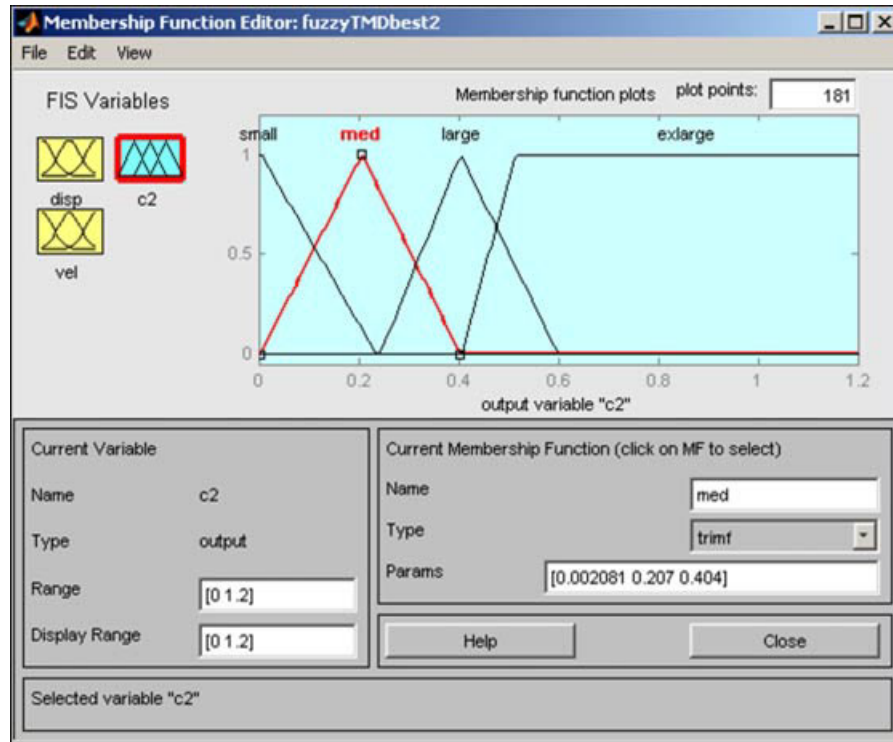 Membership Function Editor: fuzzyTMDbest2
File Edit View
FIS Variables
Membership function plots plot points: 181
disp c2
vel
small med large exlarge
1
0.5
0
0 0.2 0.4 0.6 0.8 1 1.2
output variable "c2"
Current Variable
Name c2
Type output
Range [0 1.2]
Display Range [0 1.2]
Current Membership Function (click on MF to select)
Name med
Type trimf
Params [0.002081 0.207 0.404]
Help Close
Selected variable "c2"